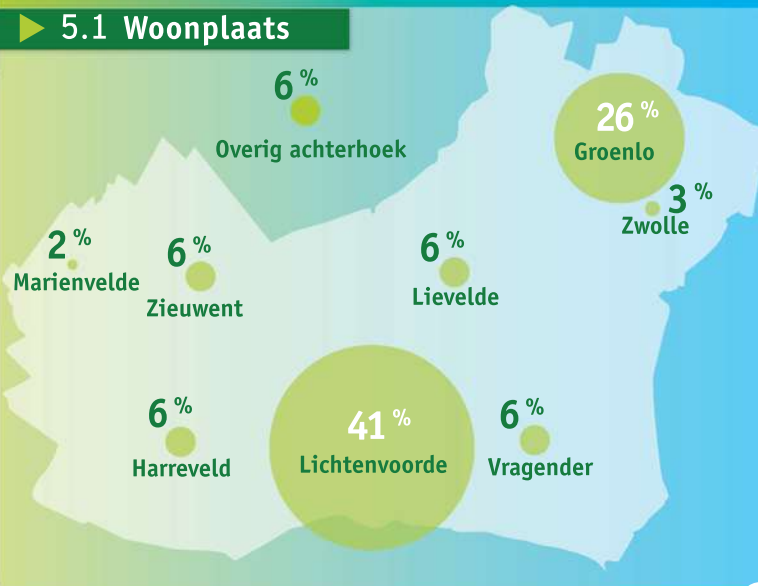 5.1 Woonplaats
6 %
Overig achterhoek
26 %
Groenlo
3 %
Zwolle
2 %
Marienvelde
6 %
Zieuwent
6 %
Lievelde
6 %
Harreveld
41 %
Lichtenvoorde
6 %
Vragender